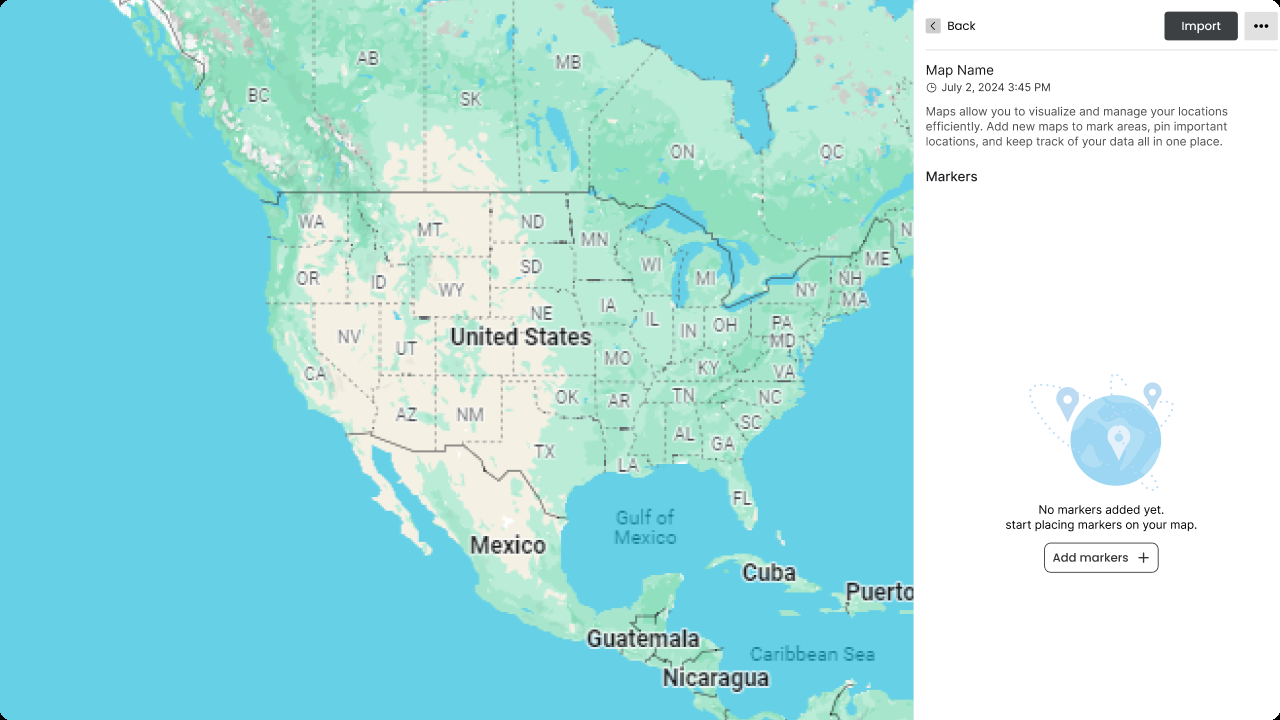 AB
MB
BC
SK
ON
QC
WA
MT
ND
MN
N
ME
OR
ID
SD
WI
MI
NH
WY
NY
MA
NE
IA
IL
IN
OH
PA
NV
UT
United States
MD
MO
KY
VA
CA
OK
AR
TN
NC
AZ
NM
SC
AL
GA
TX
LA
FL
Gulf of
Mexico
Mexico
Cuba
Puerto
Guatemala
Caribbean Sea
Nicaragua
Back
Import
•••
Map Name
July 2, 2024 3:45 PM
Maps allow you to visualize and manage your locations
efficiently. Add new maps to mark areas, pin important
locations, and keep track of your data all in one place.
Markers
No markers added yet.
start placing markers on your map.
Add markers +